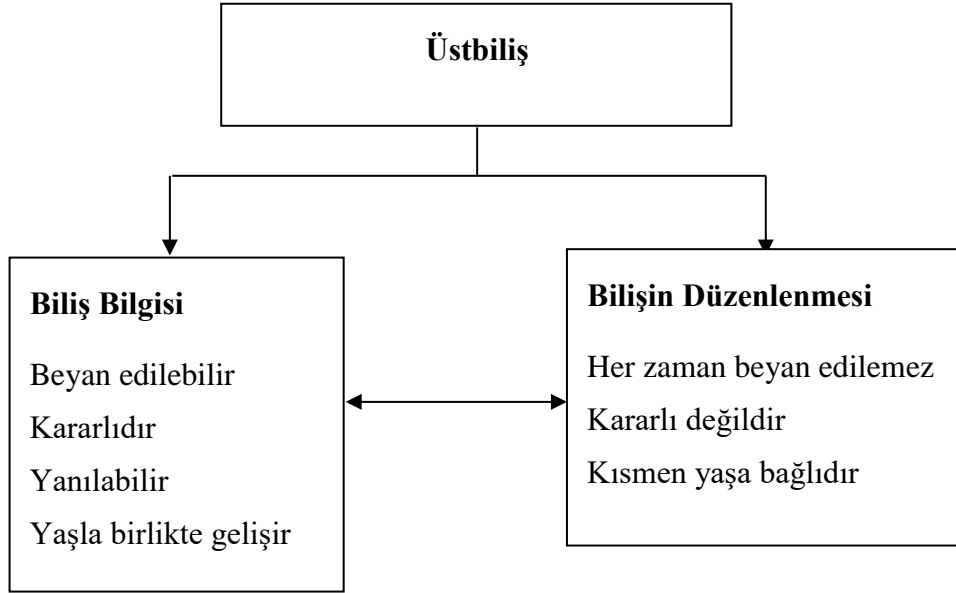 Üstbiliş
Biliş Bilgisi
Beyan edilebilir
Kararlıdır
Yanılabilir
Yaşla birlikte gelişir
Bilişin Düzenlenmesi
Her zaman beyan edilemez
Kararlı değildir
Kısmen yaşa bağlıdır